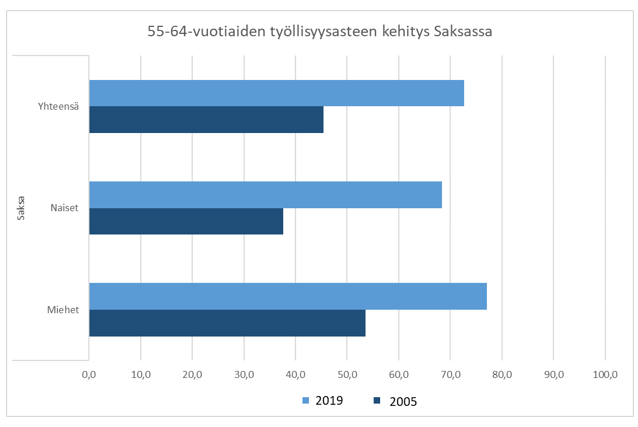 55-64-vuotiaiden työllisyysasteen kehitys Saksassa
Yhteensä
Naiset
Miehet
Saksa
0,0 10,0 20,0 30,0 40,0 50,0 60,0 70,0 80,0 90,0 100,0
2019 2005